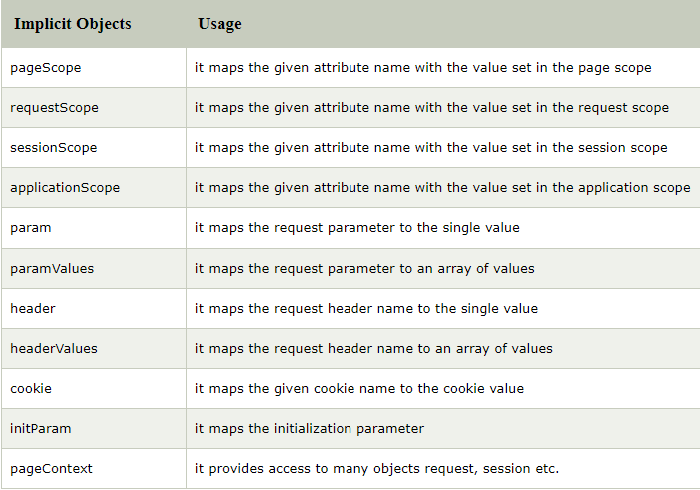 Implicit Objects Usage
pageScope it maps the given attribute name with the value set in the page scope
requestScope it maps the given attribute name with the value set in the request scope
sessionScope it maps the given attribute name with the value set in the session scope
applicationScope it maps the given attribute name with the value set in the application scope
param it maps the request parameter to the single value
paramValues it maps the request parameter to an array of values
header it maps the request header name to the single value
headerValues it maps the request header name to an array of values
cookie it maps the given cookie name to the cookie value
initParam it maps the initialization parameter
pageContext it provides access to many objects request, session etc.